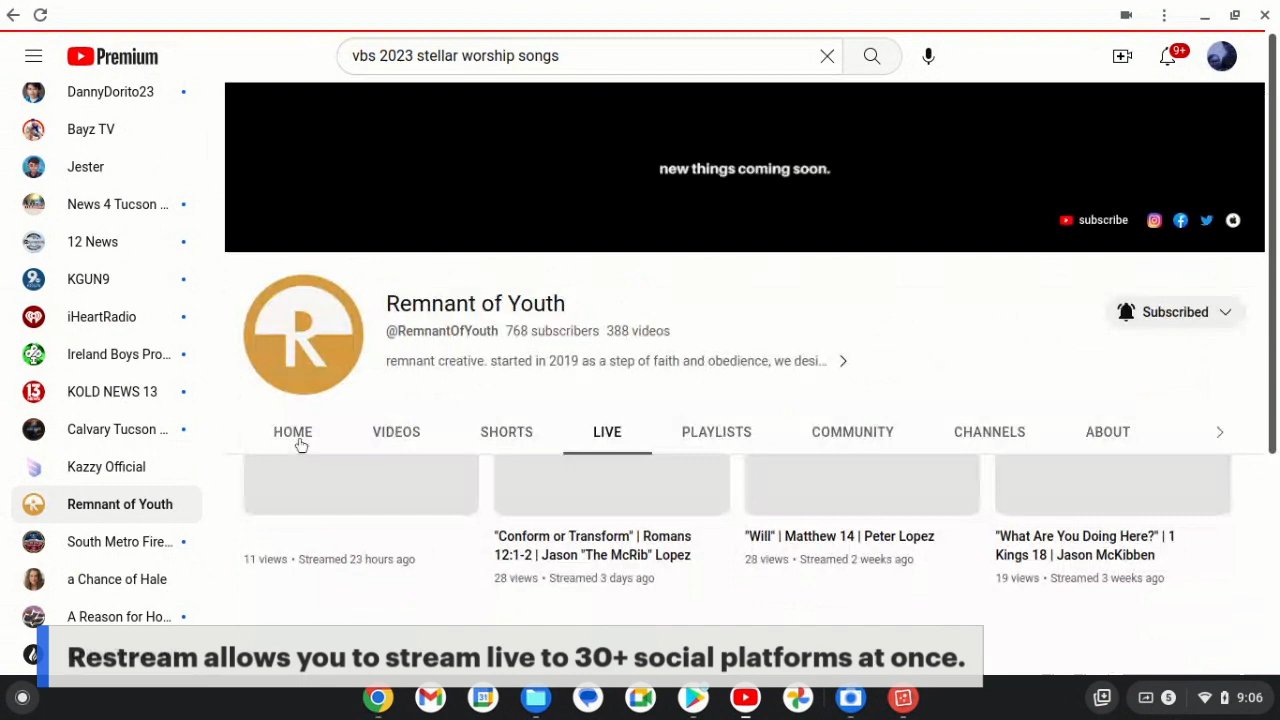 Premium
vbs 2023 stellar worship songs
9+
DannyDorito23
Bayz TV
Jester
News 4 Tucson ...
12 News
KGUN9
iHeartRadio
Ireland Boys Pro...
KOLD NEWS 13
Calvary Tucson ...
Kazzy Official
Remnant of Youth
South Metro Fire...
a Chance of Hale
A Reason for Ho...
new things coming soon.
subscribe
R
Remnant of Youth
@RemnantOfYouth 768 subscribers 388 videos
remnant creative. started in 2019 as a step of faith and obedience, we desi...
Subscribed
HOME VIDEOS SHORTS LIVE PLAYLISTS COMMUNITY CHANNELS ABOUT
11 views • Streamed 23 hours ago
"Conform or Transform" | Romans
12:1-2 | Jason "The McRib" Lopez
28 views • Streamed 3 days ago
"Will" | Matthew 14 | Peter Lopez
28 views • Streamed 2 weeks ago
"What Are You Doing Here?" | 1
Kings 18 | Jason McKibben
19 views • Streamed 3 weeks ago
Restream allows you to stream live to 30+ social platforms at once.
31
5
9:06